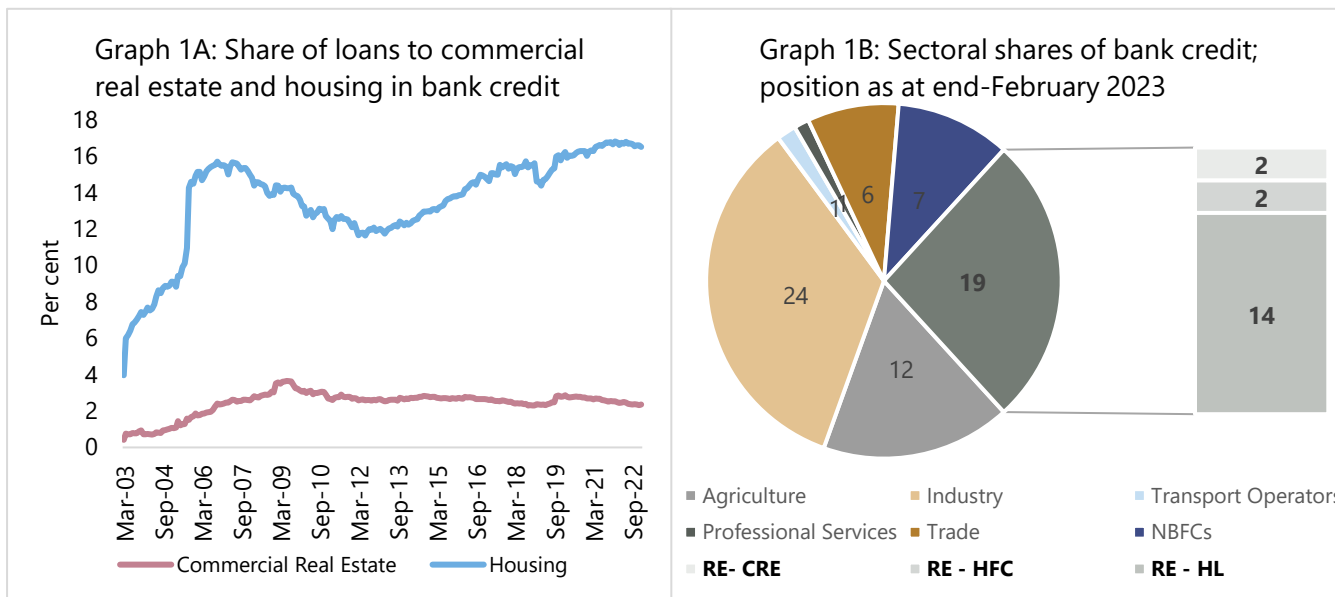 Graph 1A: Share of loans to commercial
real estate and housing in bank credit
18
16
14
12
10
8
6
4
2
0
Per cent
Mar-03
Sep-04
Mar-06
Sep-07
Mar-09
Sep-10
Mar-12
Sep-13
Mar-15
Sep-16
Mar-18
Sep-19
Mar-21
Sep-22
Commercial Real Estate
Housing
Graph 1B: Sectoral shares of bank credit;
position as at end-February 2023
6
7
1
1
24
19
12
2
2
14
Agriculture
Industry
Transport Operators
Professional Services
Trade
NBFCs
RE- CRE
RE - HFC
RE - HL